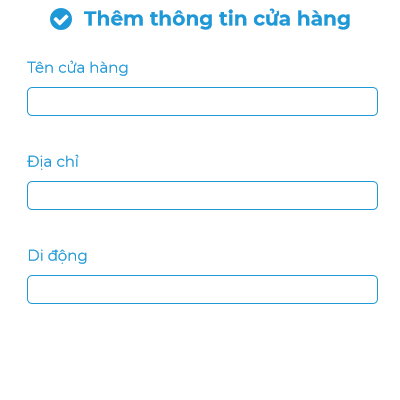 Thêm thông tin cửa hàng
Tên cửa hàng
Địa chỉ
Di động